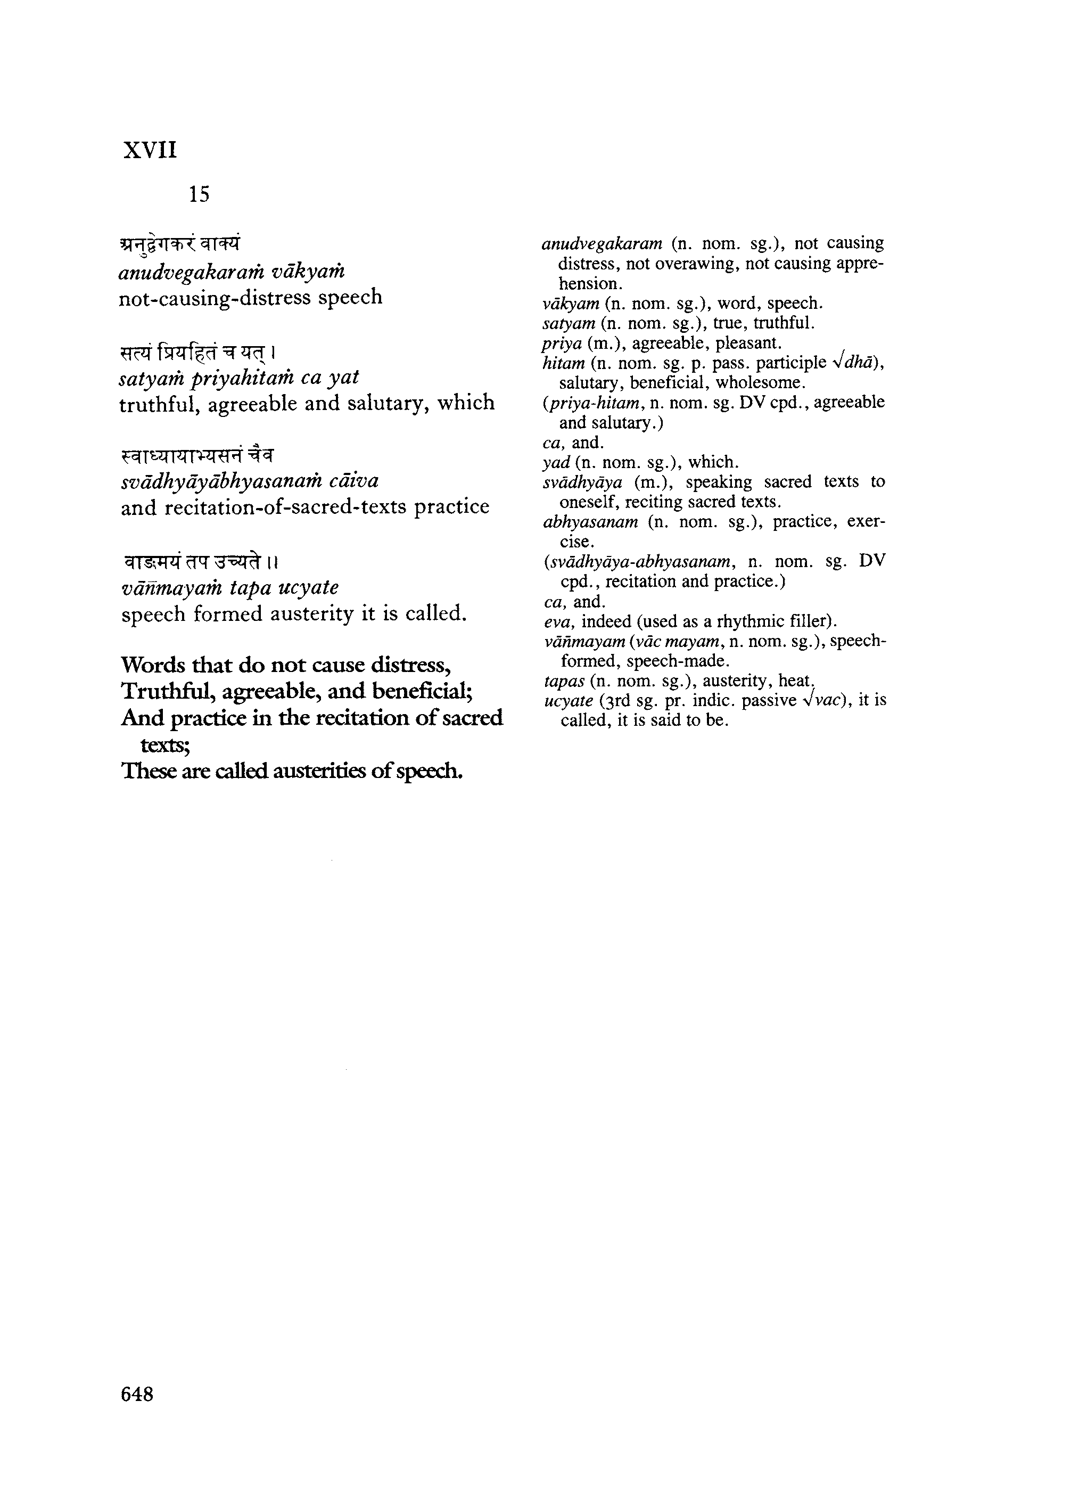 XVII
15
अनुद्वेगकरं वाक्यं
anudvegakaraṁ vākyaṁ
not-causing-distress speech
सत्यं प्रियहितं च यत् ।
satyaṁ priyahitaṁ ca yat
truthful, agreeable and salutary, which
स्वाध्यायाभ्यसनं चैव
svādhyāyābhyasanaṁ cāiva
and recitation-of-sacred-texts practice
वाङ्मयं तप उच्यते ॥
vāñmayaṁ tapa ucyate
speech formed austerity it is called.
Words that do not cause distress,
Truthful, agreeable, and beneficial;
And practice in the recitation of sacred
texts;
These are called austerities of speech.
anudvegakaram (n. nom. sg.), not causing
distress, not overawing, not causing appre-
hension.
vākyam (n. nom. sg.), word, speech.
satyam (n. nom. sg.), true, truthful.
priya (m.), agreeable, pleasant.
hitam (n. nom. sg. p. pass. participle √dhā),
salutary, beneficial, wholesome.
(priya-hitam, n. nom. sg. DV cpd., agreeable
and salutary.)
ca, and.
yad (n. nom. sg.), which.
svādhyāya (m.), speaking sacred texts to
oneself, reciting sacred texts.
abhyasanam (n. nom. sg.), practice, exer-
cise.
(svādhyāya-abhyasanam, n. nom. sg. DV
cpd., recitation and practice.)
ca, and.
eva, indeed (used as a rhythmic filler).
vāñmayam (vāc mayam, n. nom. sg.), speech-
formed, speech-made.
tapas (n. nom. sg.), austerity, heat.
ucyate (3rd sg. pr. indic. passive √vac), it is
called, it is said to be.
648